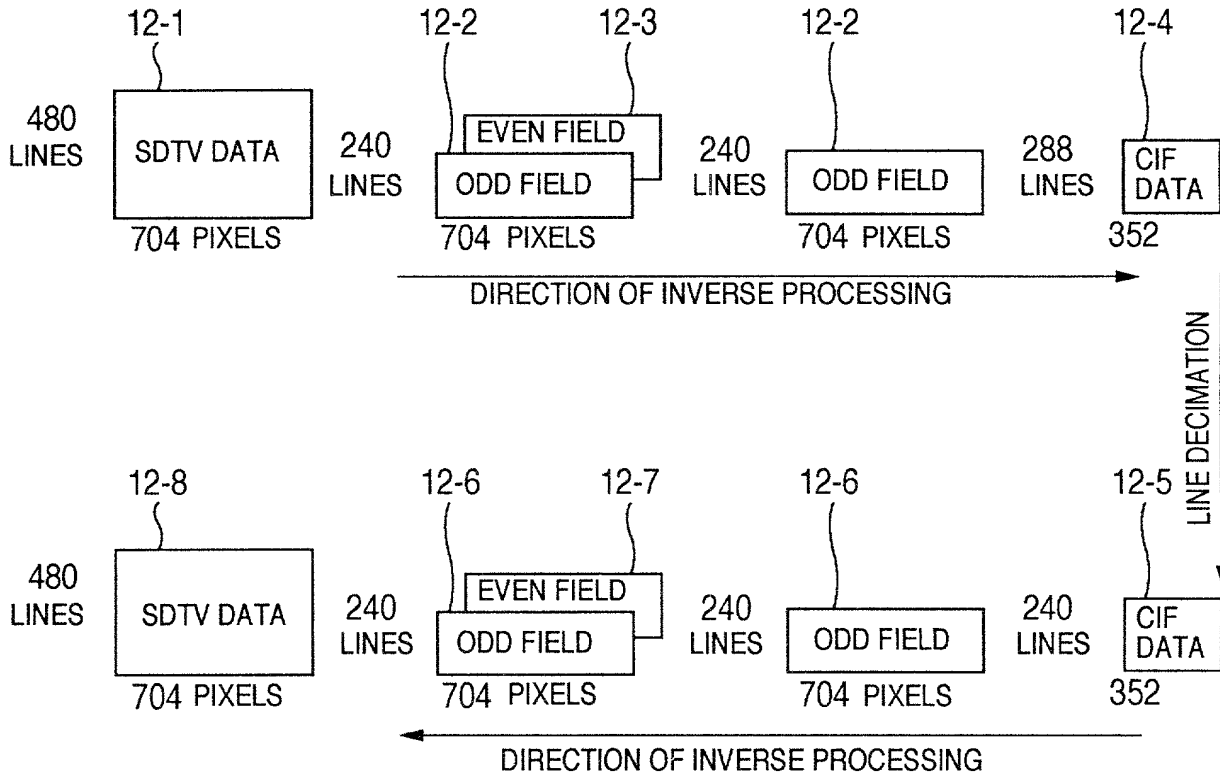 12-1 12-2 12-3 12-2 12-4
480 LINES
SDTV DATA
704 PIXELS
240 LINES
EVEN FIELD
ODD FIELD
704 PIXELS
240 LINES
ODD FIELD
704 PIXELS
288 LINES
CIF DATA
352
DIRECTION OF INVERSE PROCESSING
LINE DECIMATION
12-8 12-6 12-7 12-6 12-5
480 LINES
SDTV DATA
704 PIXELS
240 LINES
EVEN FIELD
ODD FIELD
704 PIXELS
240 LINES
ODD FIELD
704 PIXELS
240 LINES
CIF DATA
352
DIRECTION OF INVERSE PROCESSING